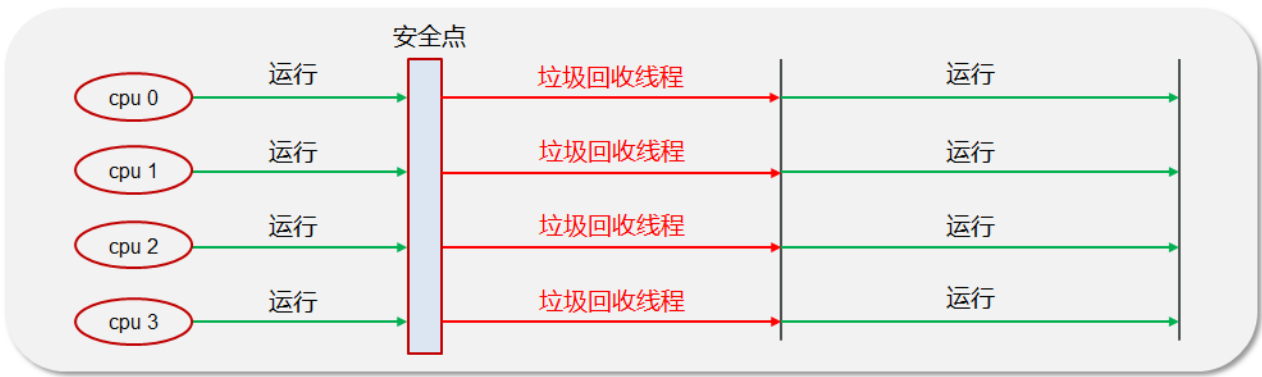 安全点
运行 垃圾回收线程 运行
cpu 0
运行 垃圾回收线程 运行
cpu 1
运行 垃圾回收线程 运行
cpu 2
运行 垃圾回收线程 运行
cpu 3